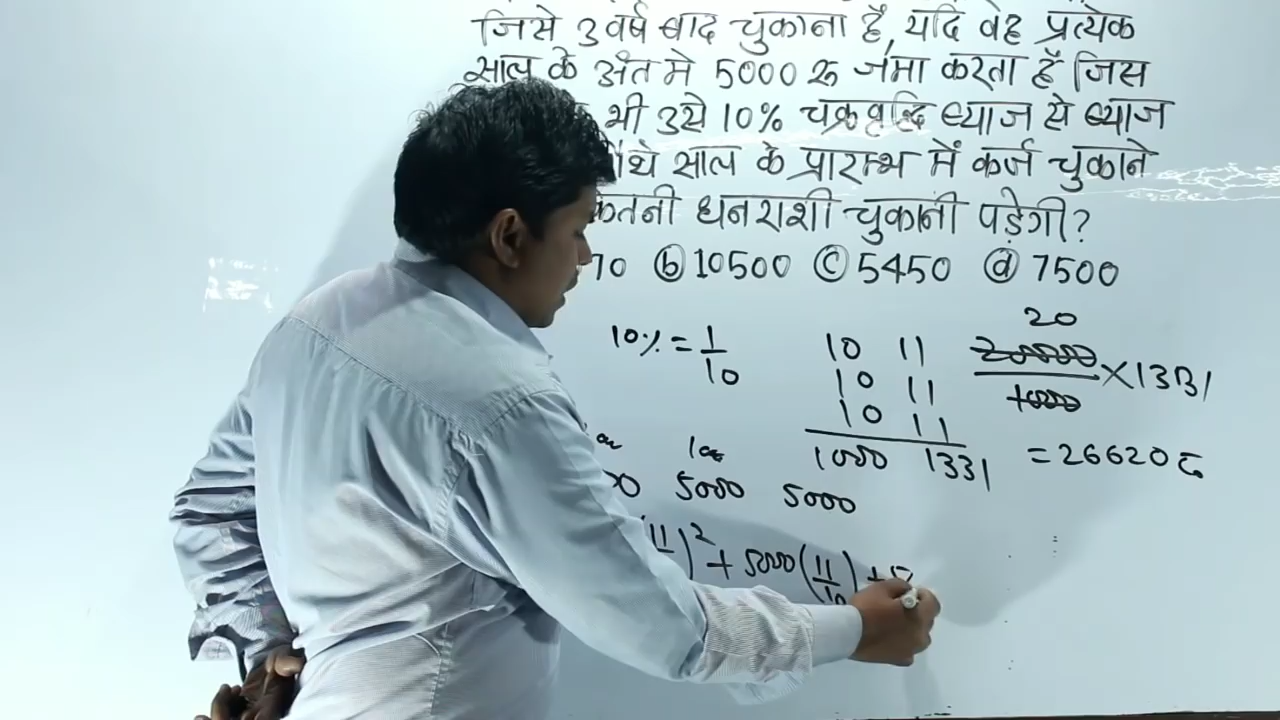 जिसे 3 वर्ष बाद चुकाना है, यदि वह प्रत्येक
साल के अंत मे 5000 रु जमा करता है जिस
भी उसे 10% चक्रवृद्धि ब्याज से ब्याज
साल के प्रारम्भ में कर्ज चुकाने
धनराशी चुकानी पड़ेगी?
70 ⓑ 10500 ⓒ 5450 ⓓ 7500
10% = 1/10
10 11
10 11
10 11
1000 1331
20
200000/1000 × 1331
= 26620
5000 5000
11 )² + 5000 (11/10) + 5